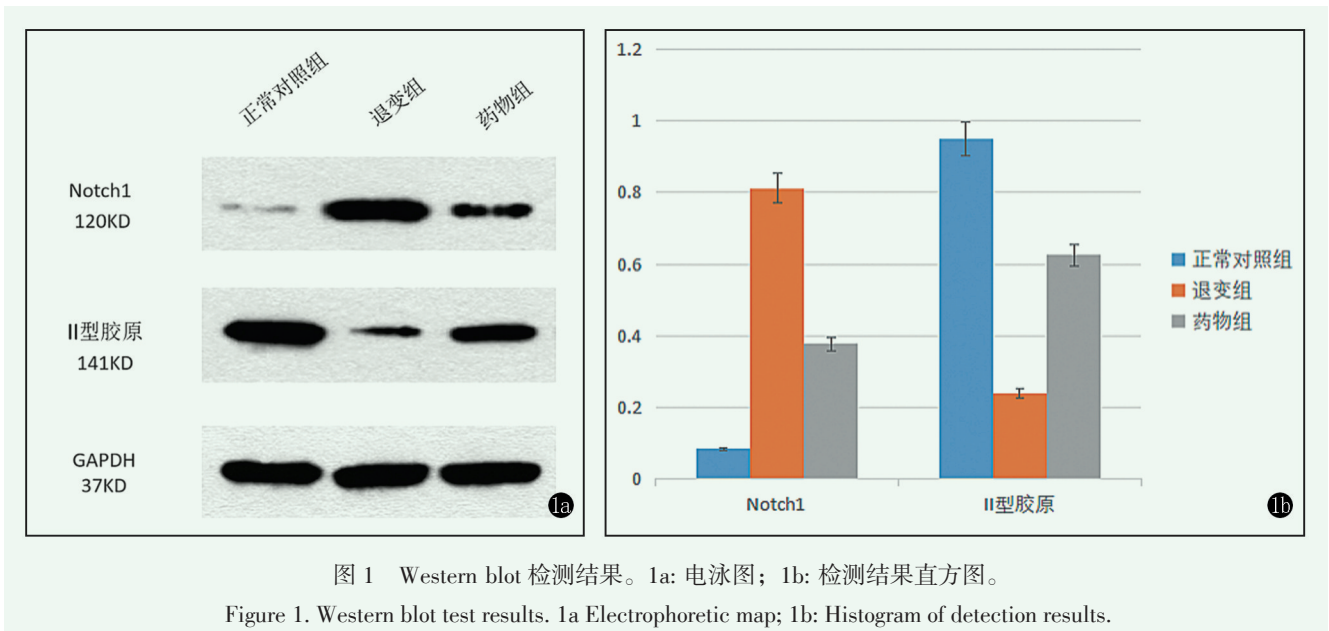 正常对照组
退变组
药物组
Notch1
120KD
II型胶原
141KD
GAPDH
37KD
1a
1.2
1
0.8
0.6
0.4
0.2
0
Notch1
II型胶原
正常对照组
退变组
药物组
1b
图 1 Western blot 检测结果。1a: 电泳图；1b: 检测结果直方图。
Figure 1. Western blot test results. 1a Electrophoretic map; 1b: Histogram of detection results.